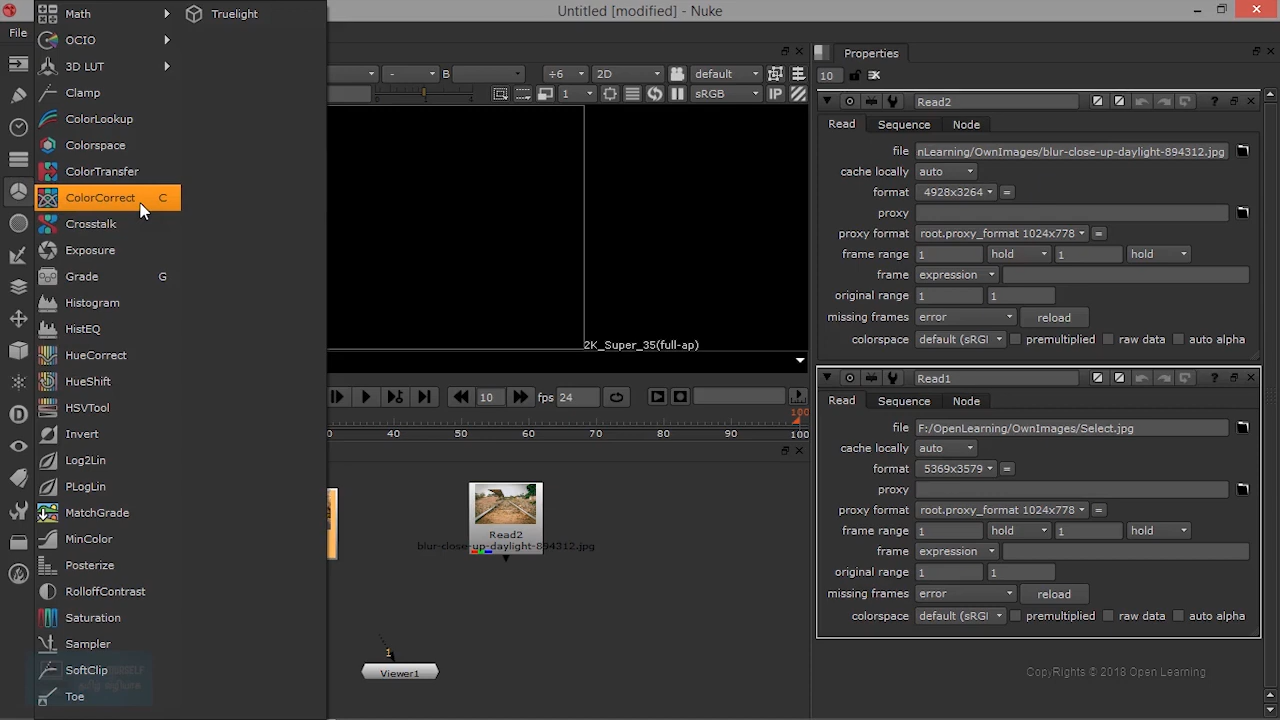 Untitled [modified] - Nuke
File
Math
OCIO
3D LUT
Clamp
ColorLookup
Colorspace
ColorTransfer
ColorCorrect C
Crosstalk
Exposure
Grade G
Histogram
HistEQ
HueCorrect
HueShift
HSVTool
Invert
Log2Lin
PLogLin
MatchGrade
MinColor
Posterize
RolloffContrast
Saturation
Sampler
SoftClip
Toe
Truelight
- B ÷6 2D default
0 1 1 sRGB IP
2K_Super_35(full-ap)
10 fps 24
100
40 50 60 70 80 90 100
Read2
blur-close-up-daylight-894312.jpg
1
Viewer1
Properties
10
Read2
Read Sequence Node
file nLearning/OwnImages/blur-close-up-daylight-894312.jpg
cache locally auto
format 4928x3264 =
proxy
proxy format root.proxy_format 1024x778 =
frame range 1 hold 1 hold
frame expression
original range 1 1
missing frames error reload
colorspace default (sRGI premultiplied raw data auto alpha
Read1
Read Sequence Node
file F:/OpenLearning/OwnImages/Select.jpg
cache locally auto
format 5369x3579 =
proxy
proxy format root.proxy_format 1024x778 =
frame range 1 hold 1 hold
frame expression
original range 1 1
missing frames error reload
colorspace default (sRGI premultiplied raw data auto alpha
CopyRights © 2018 Open Learning